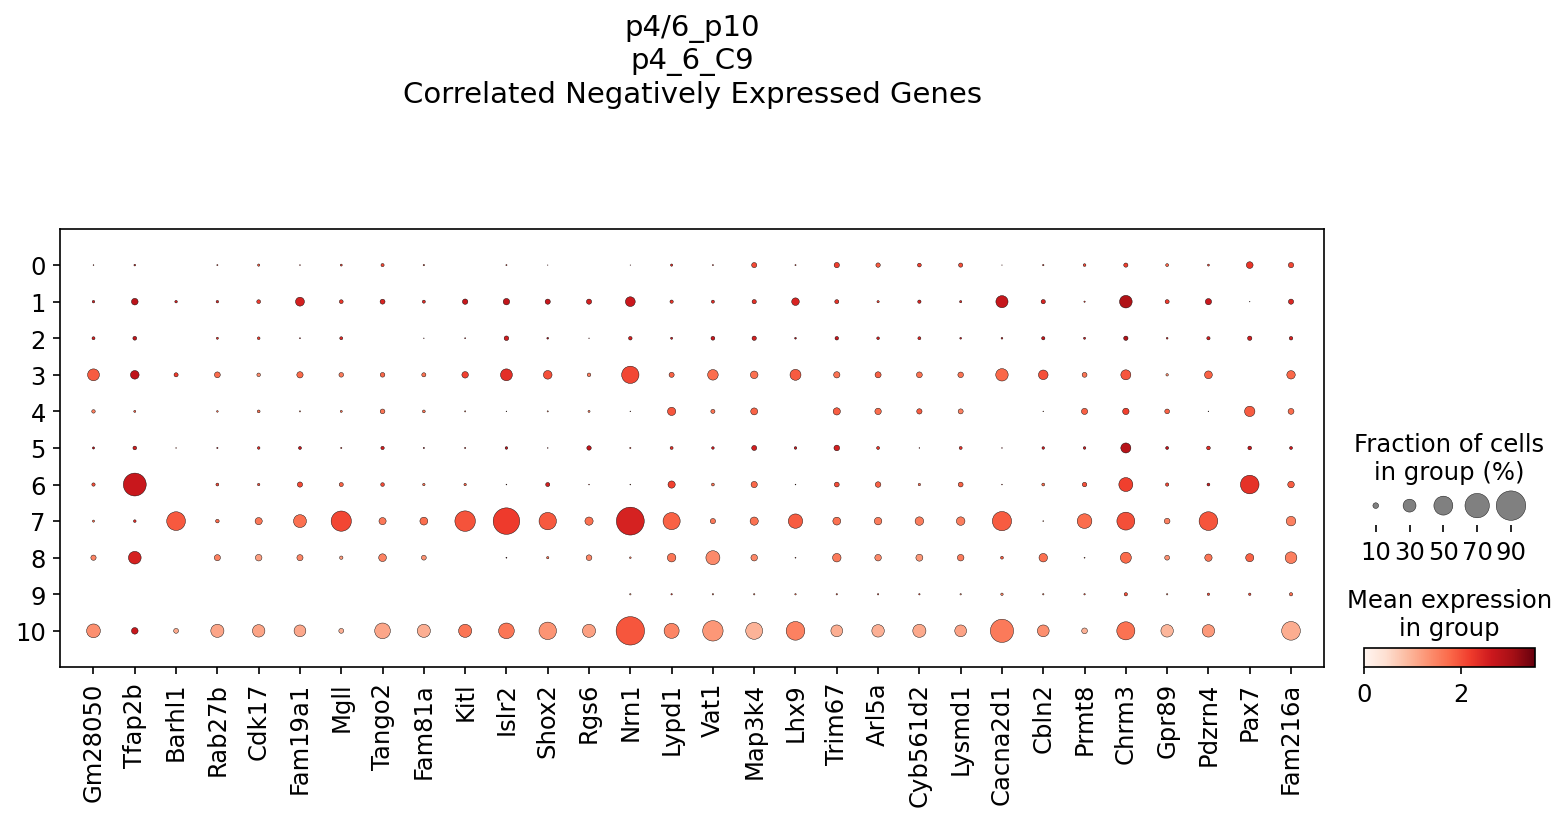 p4/6_p10
p4_6_C9
Correlated Negatively Expressed Genes
0
1
2
3
4
5
6
7
8
9
10
Gm28050
Tfap2b
Barhl1
Rab27b
Cdk17
Fam19a1
Mgll
Tango2
Fam81a
Kitl
Islr2
Shox2
Rgs6
Nrn1
Lypd1
Vat1
Map3k4
Lhx9
Trim67
Arl5a
Cyb561d2
Lysmd1
Cacna2d1
Cbln2
Prmt8
Chrm3
Gpr89
Pdzrn4
Pax7
Fam216a
Fraction of cells
in group (%)
10 30 50 70 90
Mean expression
in group
0 2